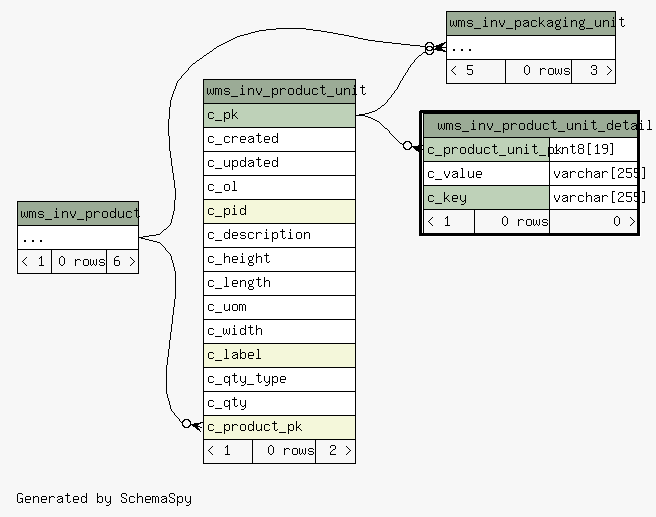 wms_inv_packaging_unit
...
< 5 0 rows 3 >
wms_inv_product_unit
c_pk
c_created
c_updated
c_ol
c_pid
c_description
c_height
c_length
c_uom
c_width
c_label
c_qty_type
c_qty
c_product_pk
< 1 0 rows 2 >
wms_inv_product_unit_detail
c_product_unit_pk int8[19]
c_value varchar[255]
c_key varchar[255]
< 1 0 rows 0 >
wms_inv_product
...
< 1 0 rows 6 >
Generated by SchemaSpy